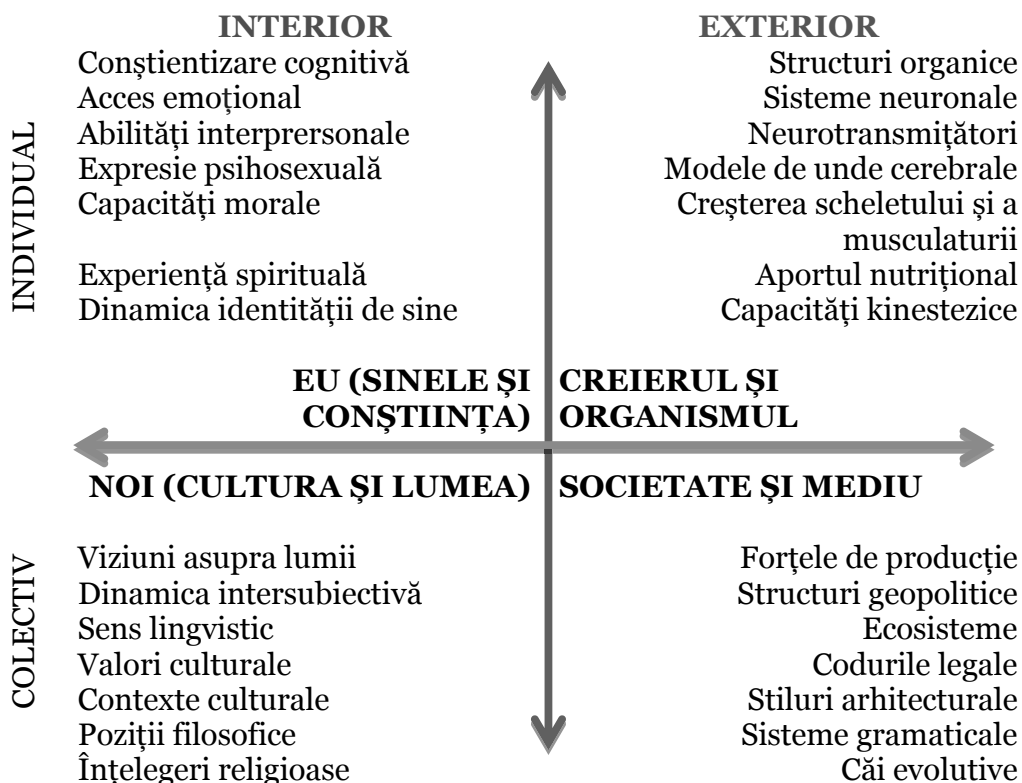 INTERIOR
EXTERIOR
INDIVIDUAL
Conștientizare cognitivă
Acces emoțional
Abilități interprersonale
Expresie psihosexuală
Capacități morale
Experiență spirituală
Dinamica identității de sine
Structuri organice
Sisteme neuronale
Neurotransmițători
Modele de unde cerebrale
Creșterea scheletului și a
musculaturii
Aportul nutrițional
Capacități kinestezice
EU (SINELE ȘI
CONȘTIINȚA)
CREIERUL ȘI
ORGANISMUL
NOI (CULTURA ȘI LUMEA)
SOCIETATE ȘI MEDIU
COLECTIV
Viziuni asupra lumii
Dinamica intersubiectivă
Sens lingvistic
Valori culturale
Contexte culturale
Poziții filosofice
Înțelegeri religioase
Forțele de producție
Structuri geopolitice
Ecosisteme
Codurile legale
Stiluri arhitecturale
Sisteme gramaticale
Căi evolutive